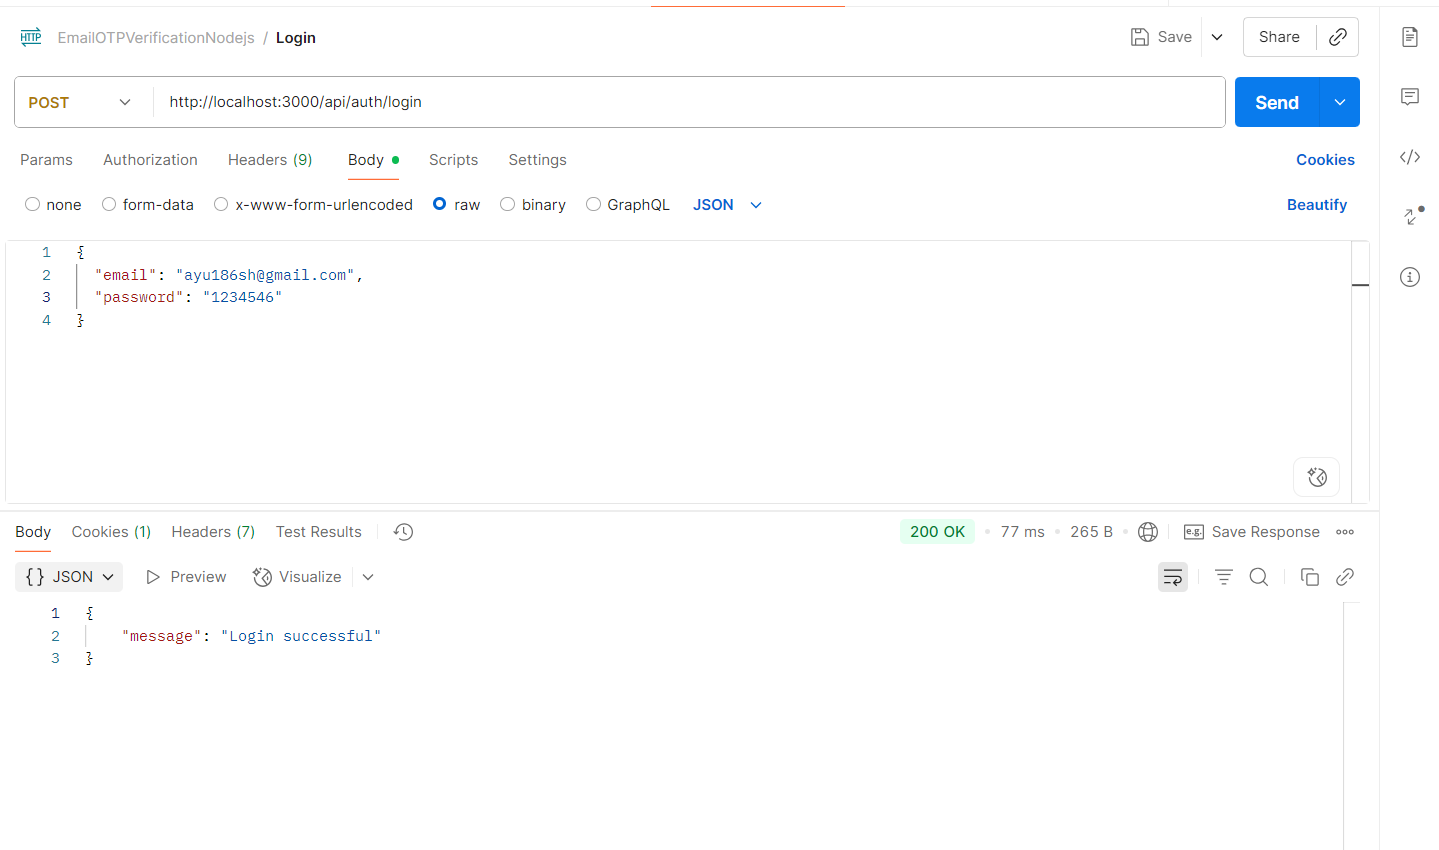 HTTP EmailOTPVerificationNodejs / Login Save Share
POST http://localhost:3000/api/auth/login Send
Params Authorization Headers (9) Body Scripts Settings Cookies
none form-data x-www-form-urlencoded raw binary GraphQL JSON Beautify
1 {
2 "email": "ayu186sh@gmail.com",
3 "password": "1234546"
4 }
Body Cookies (1) Headers (7) Test Results 200 OK 77 ms 265 B e.g. Save Response
{} JSON Preview Visualize
1 {
2 "message": "Login successful"
3 }